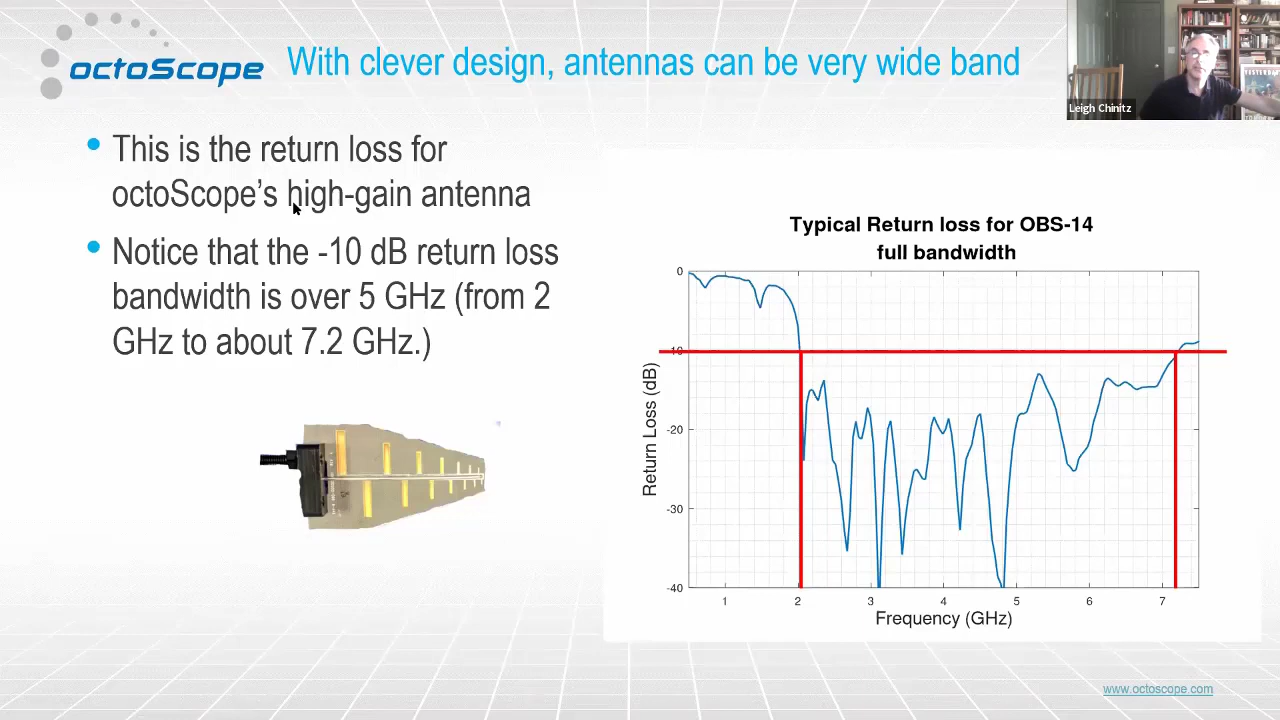 octoScope
With clever design, antennas can be very wide band
Leigh Chinitz
• This is the return loss for
octoScope’s high-gain antenna
• Notice that the -10 dB return loss
bandwidth is over 5 GHz (from 2
GHz to about 7.2 GHz.)
Typical Return loss for OBS-14
full bandwidth
Return Loss (dB)
0
-10
-20
-30
-40
1 2 3 4 5 6 7
Frequency (GHz)
www.octoscope.com